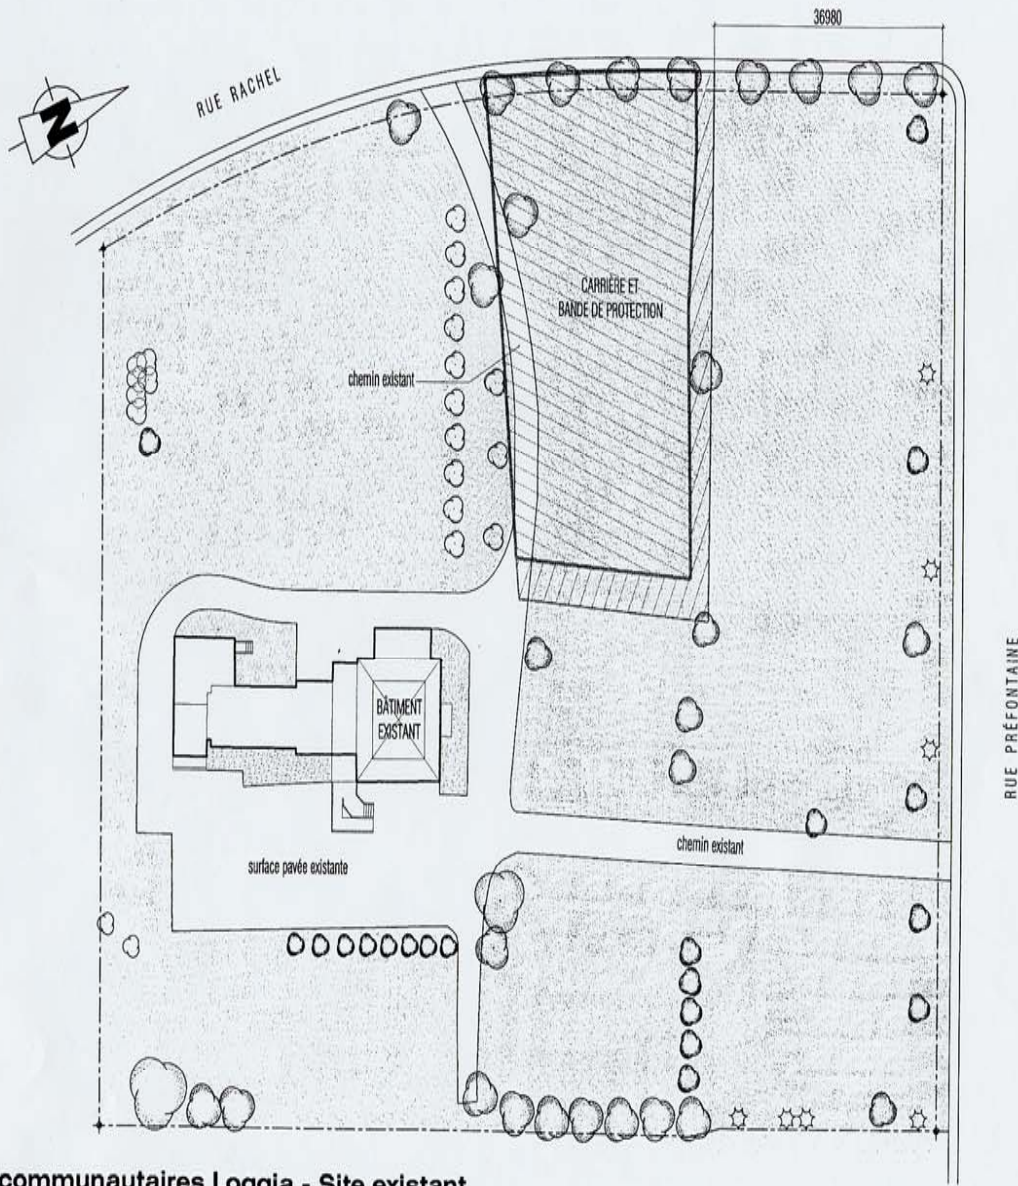 36980
RUE RACHEL
N
CARRIÈRE ET
BANDE DE PROTECTION
chemin existant
RUE PRÉFONTAINE
BÂTIMENT
EXISTANT
chemin existant
surface pavée existante
communautaires Loggia - Site existant